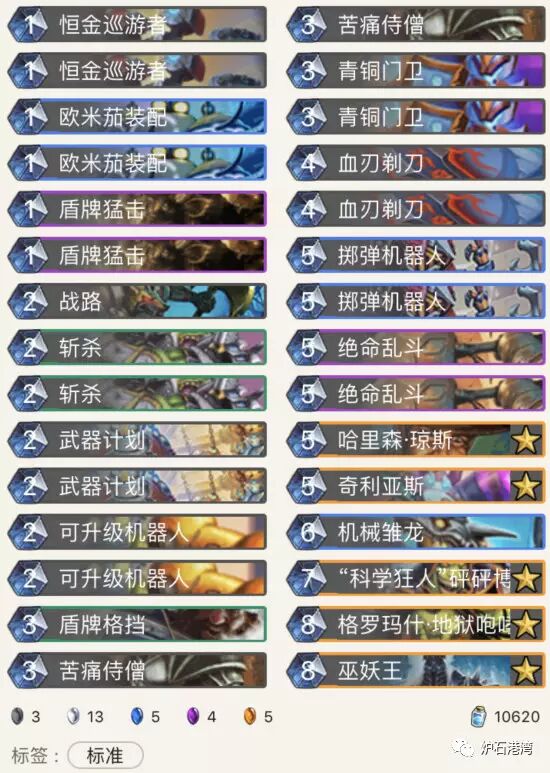 1 恒金巡游者
1 恒金巡游者
1 欧米茄装配
1 欧米茄装配
1 盾牌猛击
1 盾牌猛击
2 战路
2 斩杀
2 斩杀
2 武器计划
2 武器计划
2 可升级机器人
2 可升级机器人
3 盾牌格挡
3 苦痛侍僧
3 苦痛侍僧
3 青铜门卫
3 青铜门卫
4 血刃剃刀
4 血刃剃刀
5 掷弹机器人
5 掷弹机器人
5 绝命乱斗
5 绝命乱斗
5 哈里森·琼斯
5 奇利亚斯
6 机械雏龙
7 “科学狂人”砰砰博
8 格罗玛什·地狱咆哮
8 巫妖王
3 13 5 4 5 10620
标签： 标准
炉石港湾